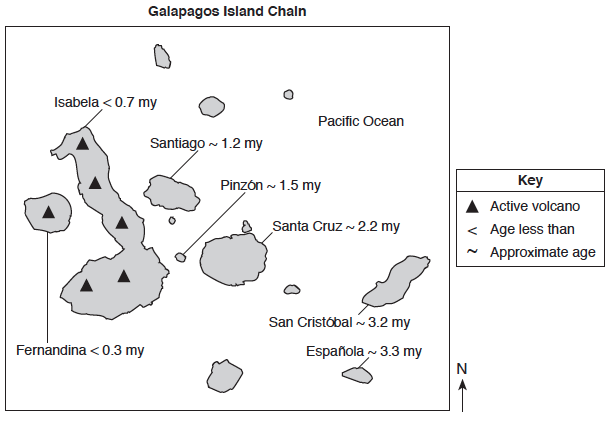 Galapagos Island Chain
Isabela < 0.7 my
Pacific Ocean
Santiago ~ 1.2 my
Pinzón ~ 1.5 my
Santa Cruz ~ 2.2 my
San Cristóbal ~ 3.2 my
Fernandina < 0.3 my
Española ~ 3.3 my
Key
▲ Active volcano
< Age less than
~ Approximate age
N